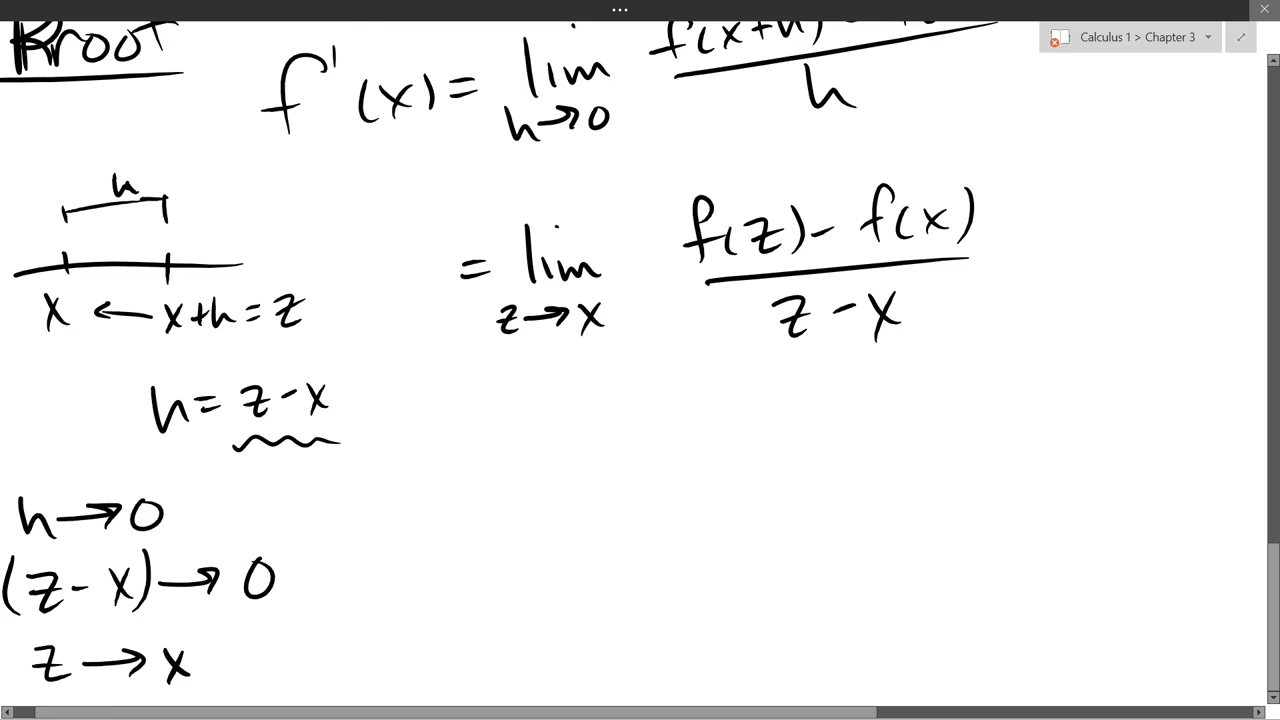 Calculus 1 > Chapter 3
Proof
f'(x) = lim h→0 f(x+h) - / h
h
= lim z→x f(z) - f(x) / z - x
x ← x+h = z
h = z - x
h → 0
(z - x) → 0
z → x